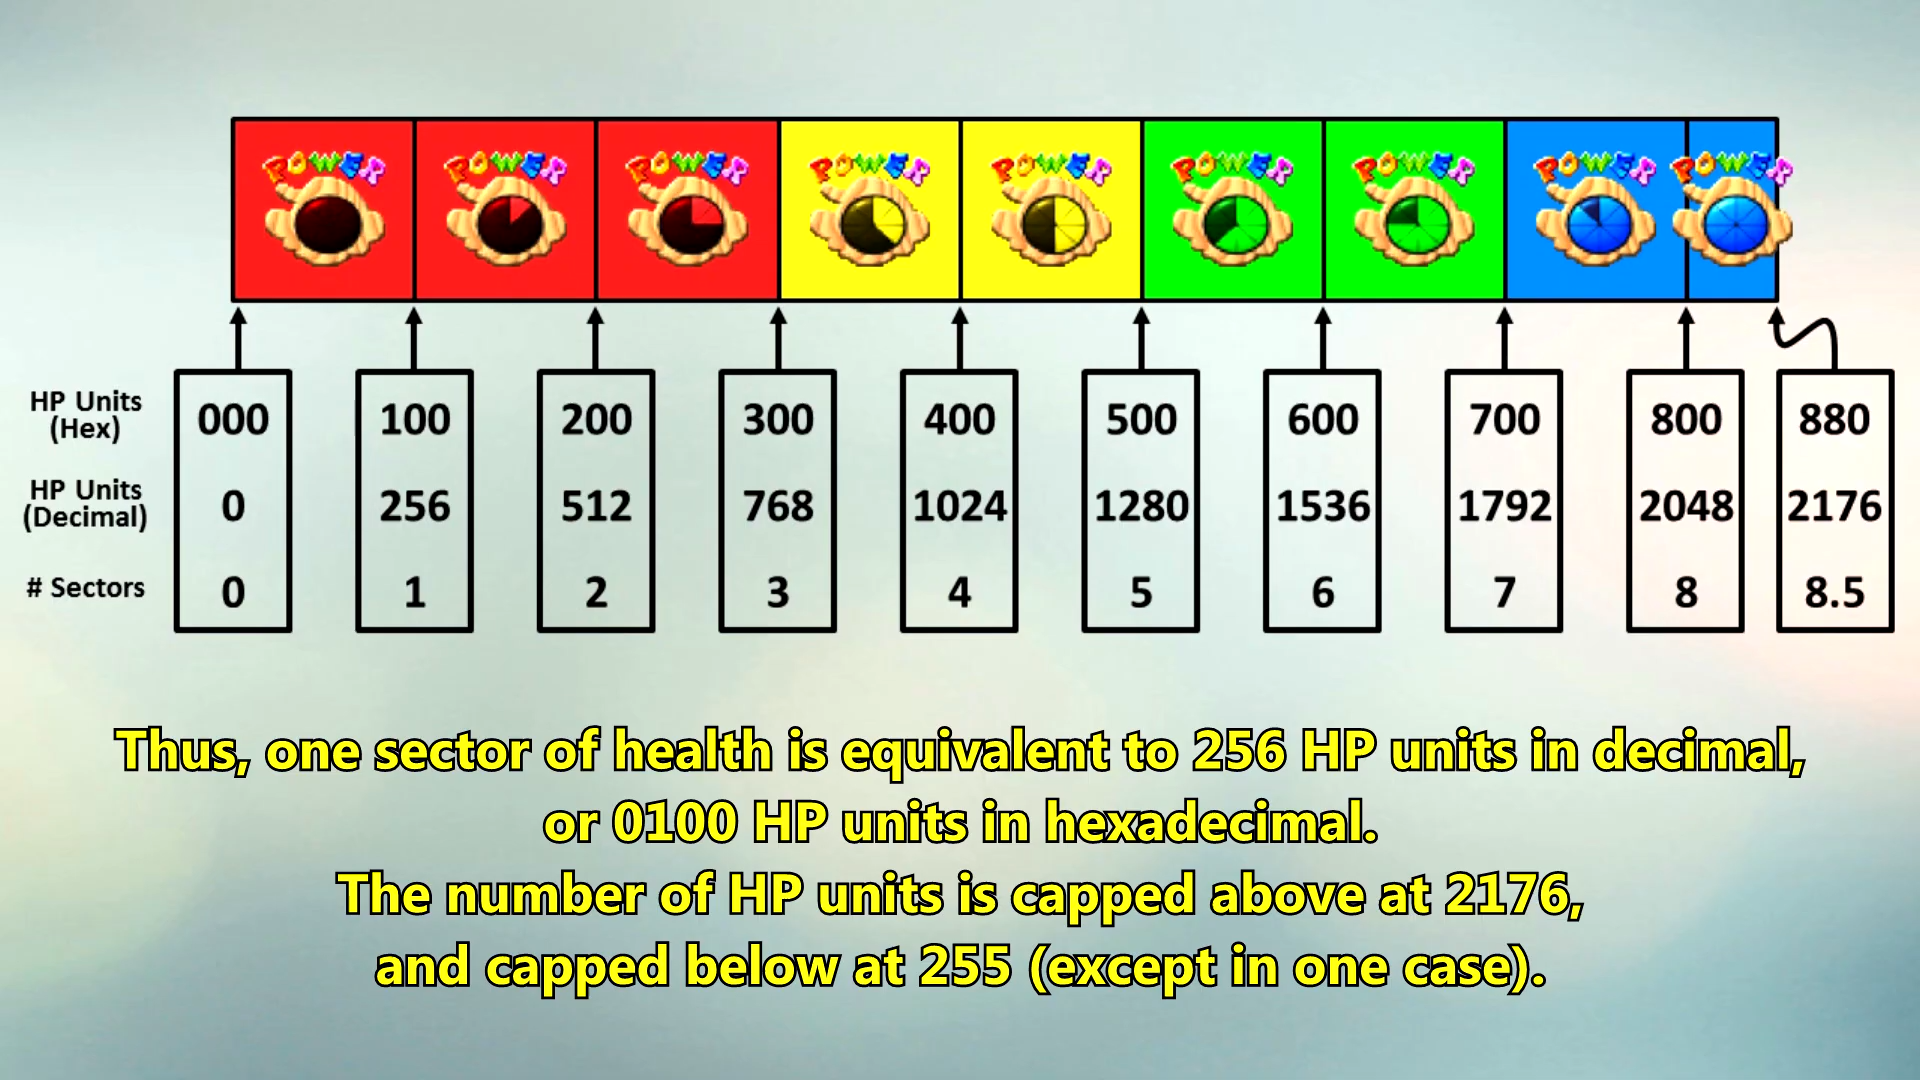 POWER POWER POWER POWER POWER POWER POWER POWER POWER
HP Units
(Hex)
000 100 200 300 400 500 600 700 800 880
HP Units
(Decimal)
0 256 512 768 1024 1280 1536 1792 2048 2176
# Sectors
0 1 2 3 4 5 6 7 8 8.5
Thus, one sector of health is equivalent to 256 HP units in decimal,
or 0100 HP units in hexadecimal.
The number of HP units is capped above at 2176,
and capped below at 255 (except in one case).